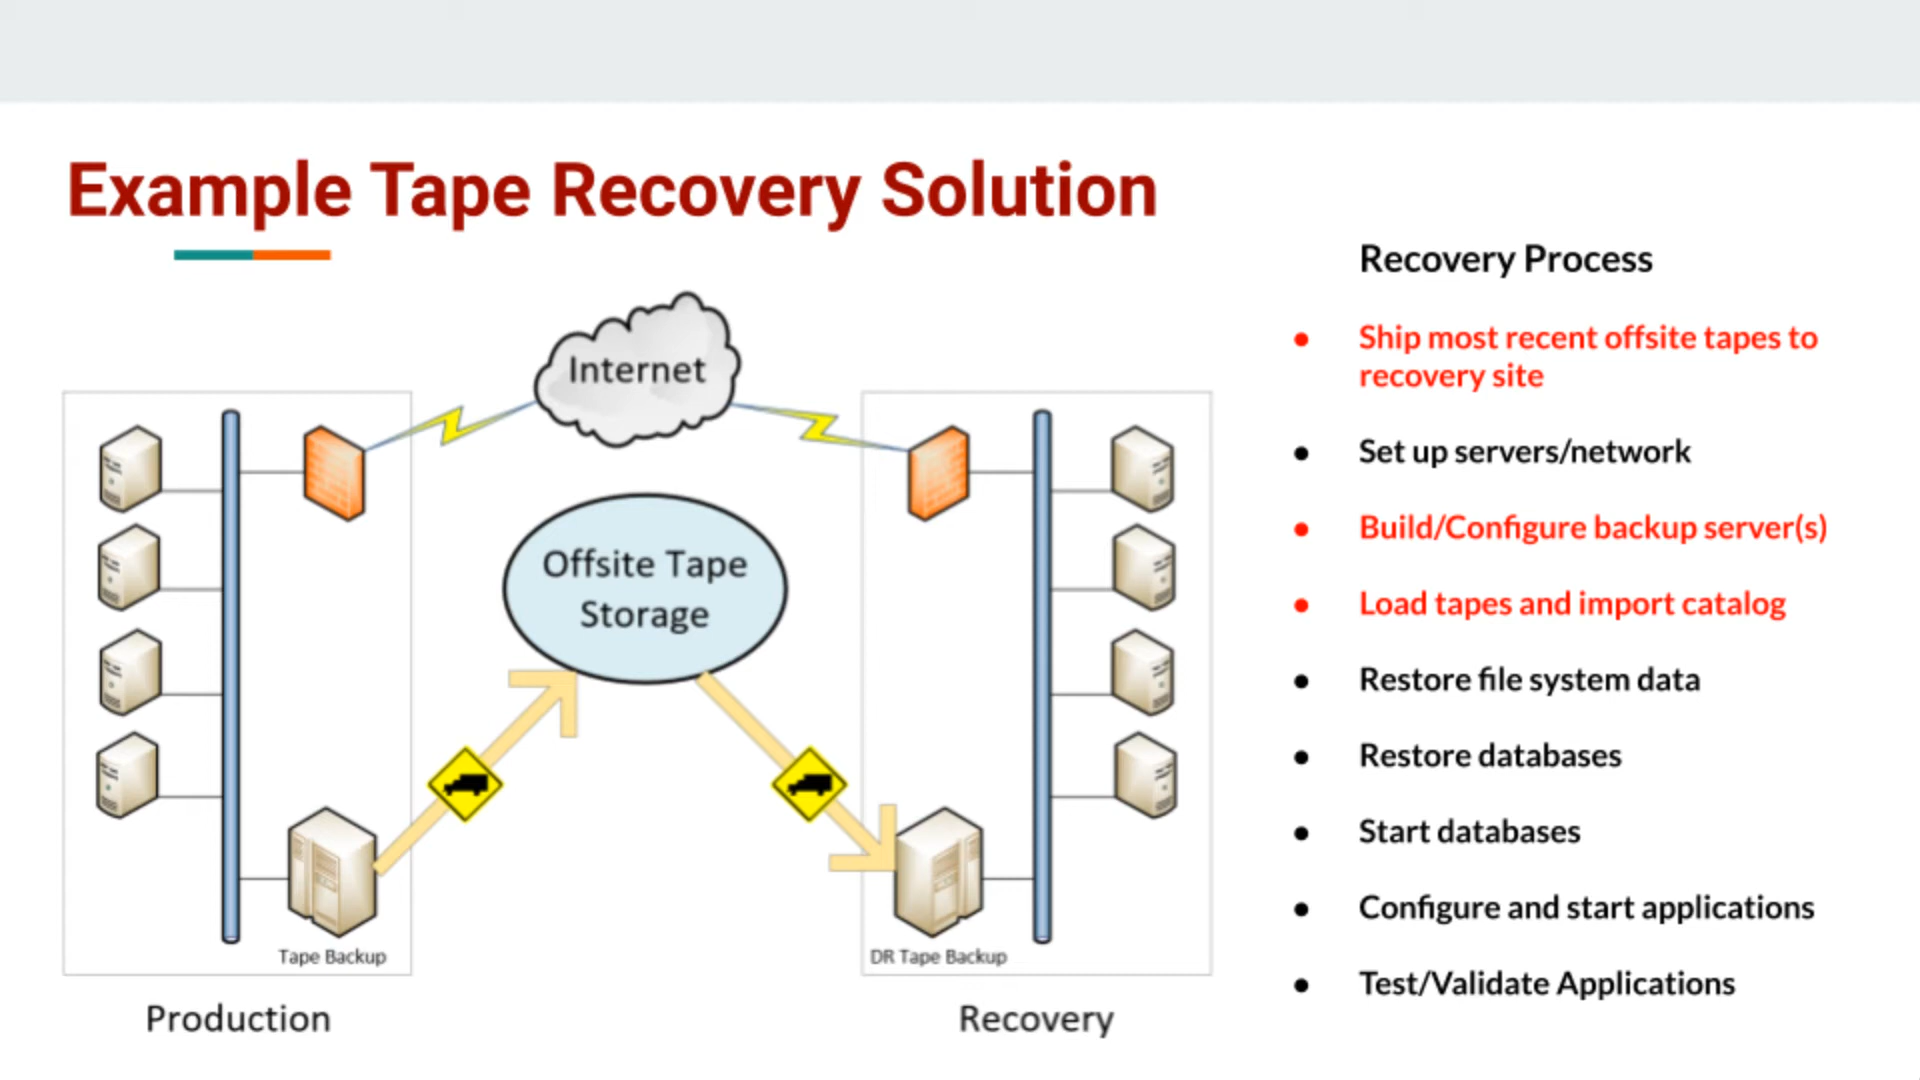 Example Tape Recovery Solution
Internet
Offsite Tape
Storage
Tape Backup
DR Tape Backup
Production
Recovery
Recovery Process
● Ship most recent offsite tapes to
recovery site
● Set up servers/network
● Build/Configure backup server(s)
● Load tapes and import catalog
● Restore file system data
● Restore databases
● Start databases
● Configure and start applications
● Test/Validate Applications